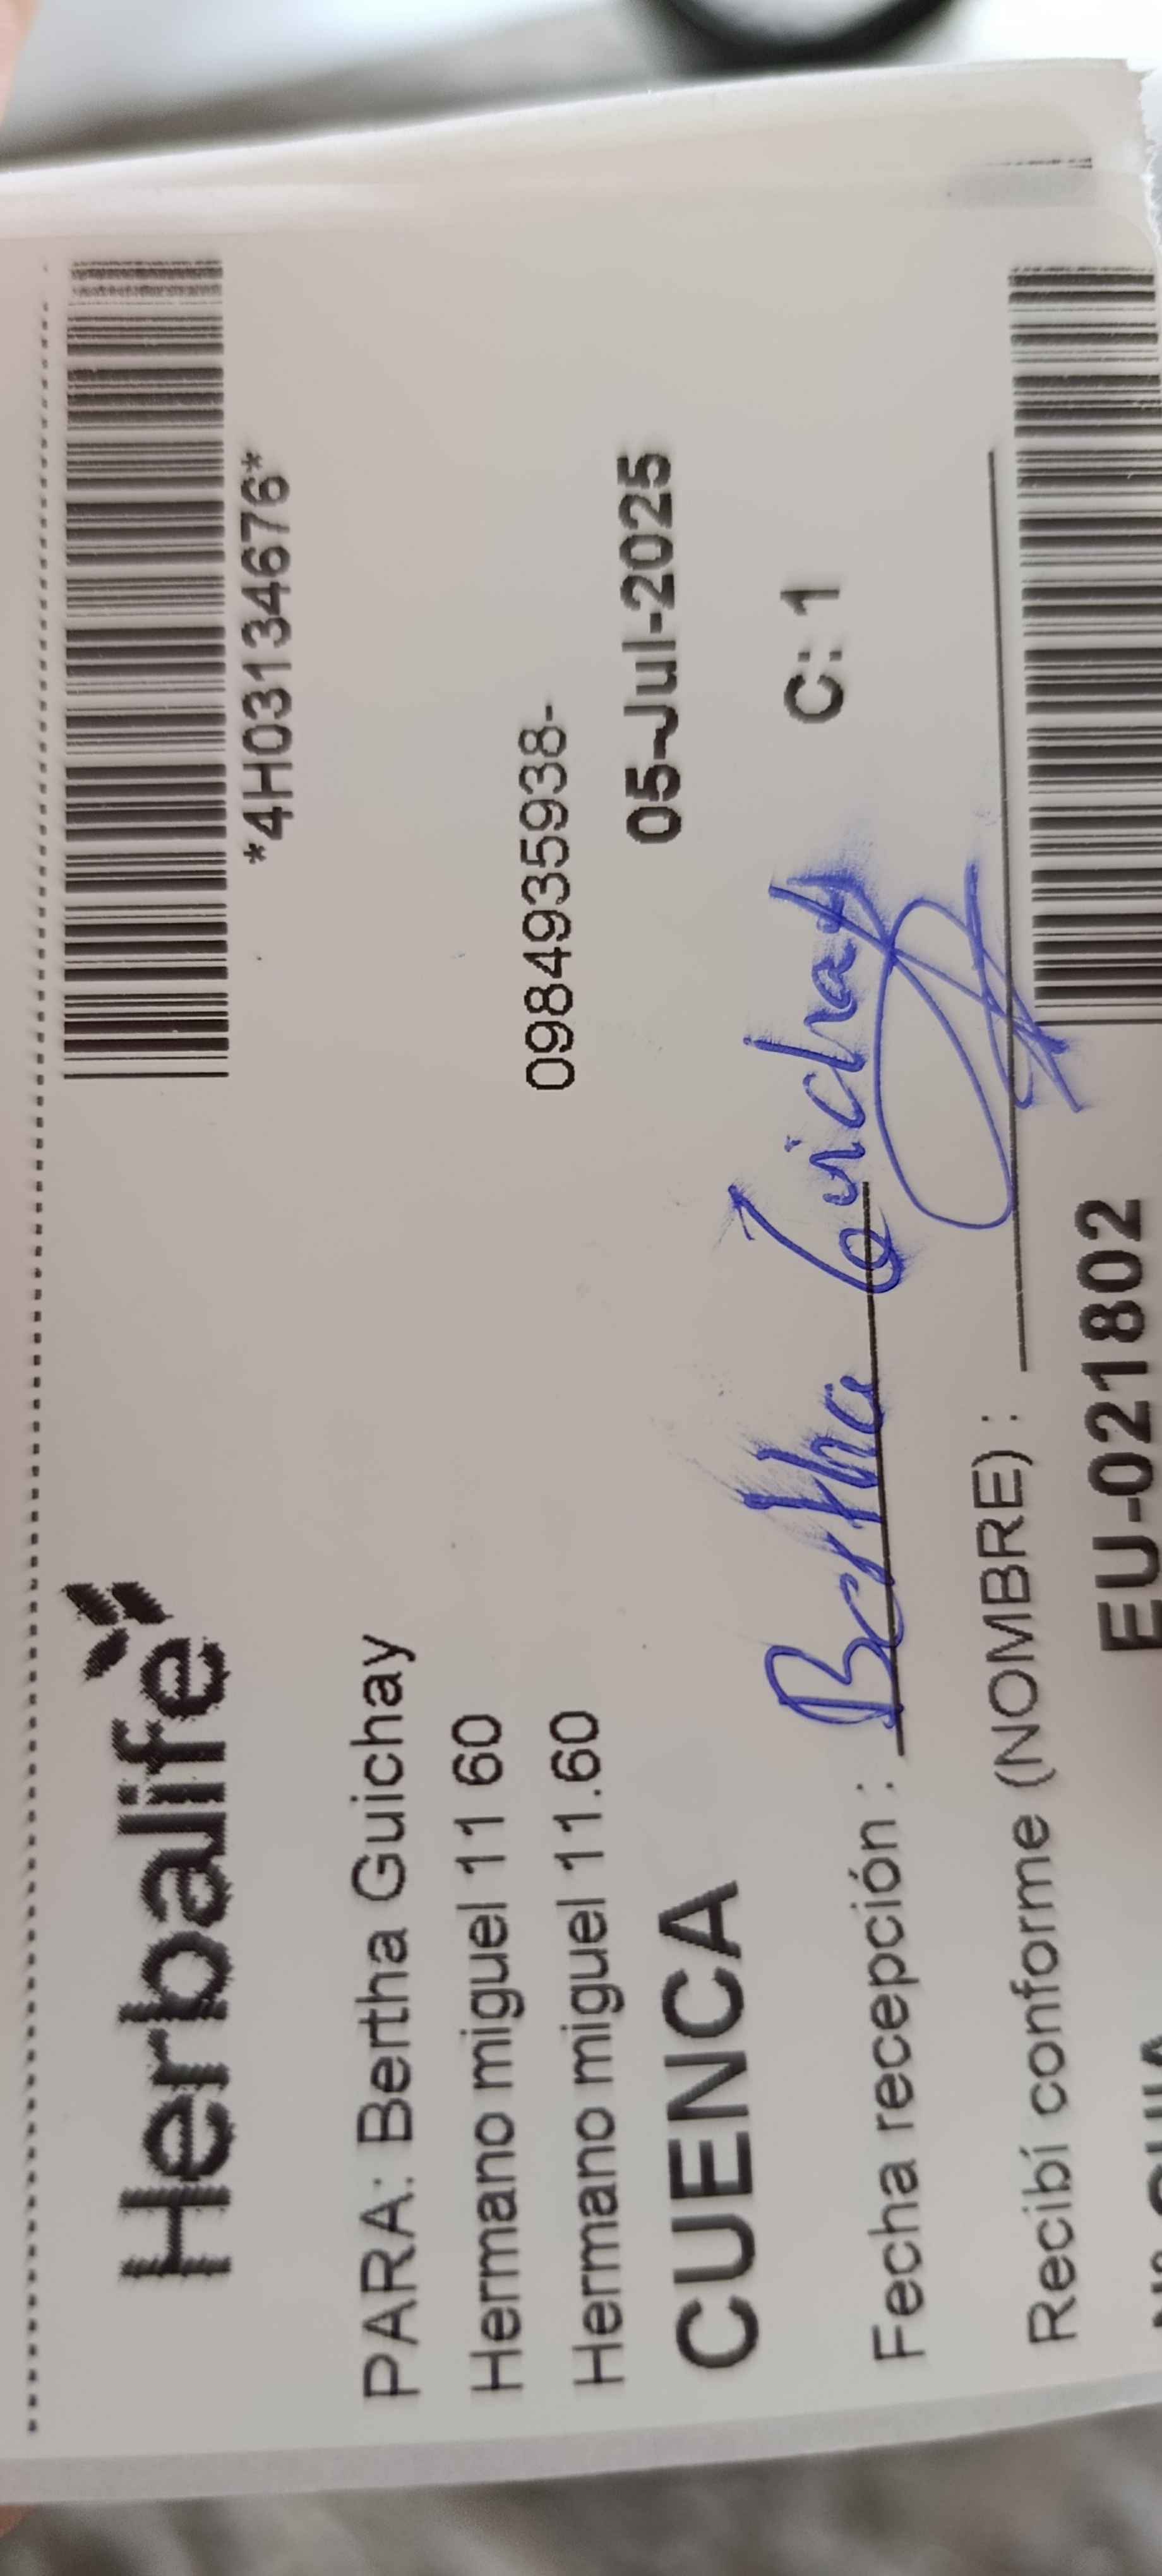 Herbalife
*4H03134676*
PARA: Bertha Guichay
Hermano miguel 11 60
0984935938-
Hermano miguel 11.60
CUENCA
05-Jul-2025
C: 1
Fecha recepción : Bertha Guichay
Recibí conforme (NOMBRE) :
EU-021802